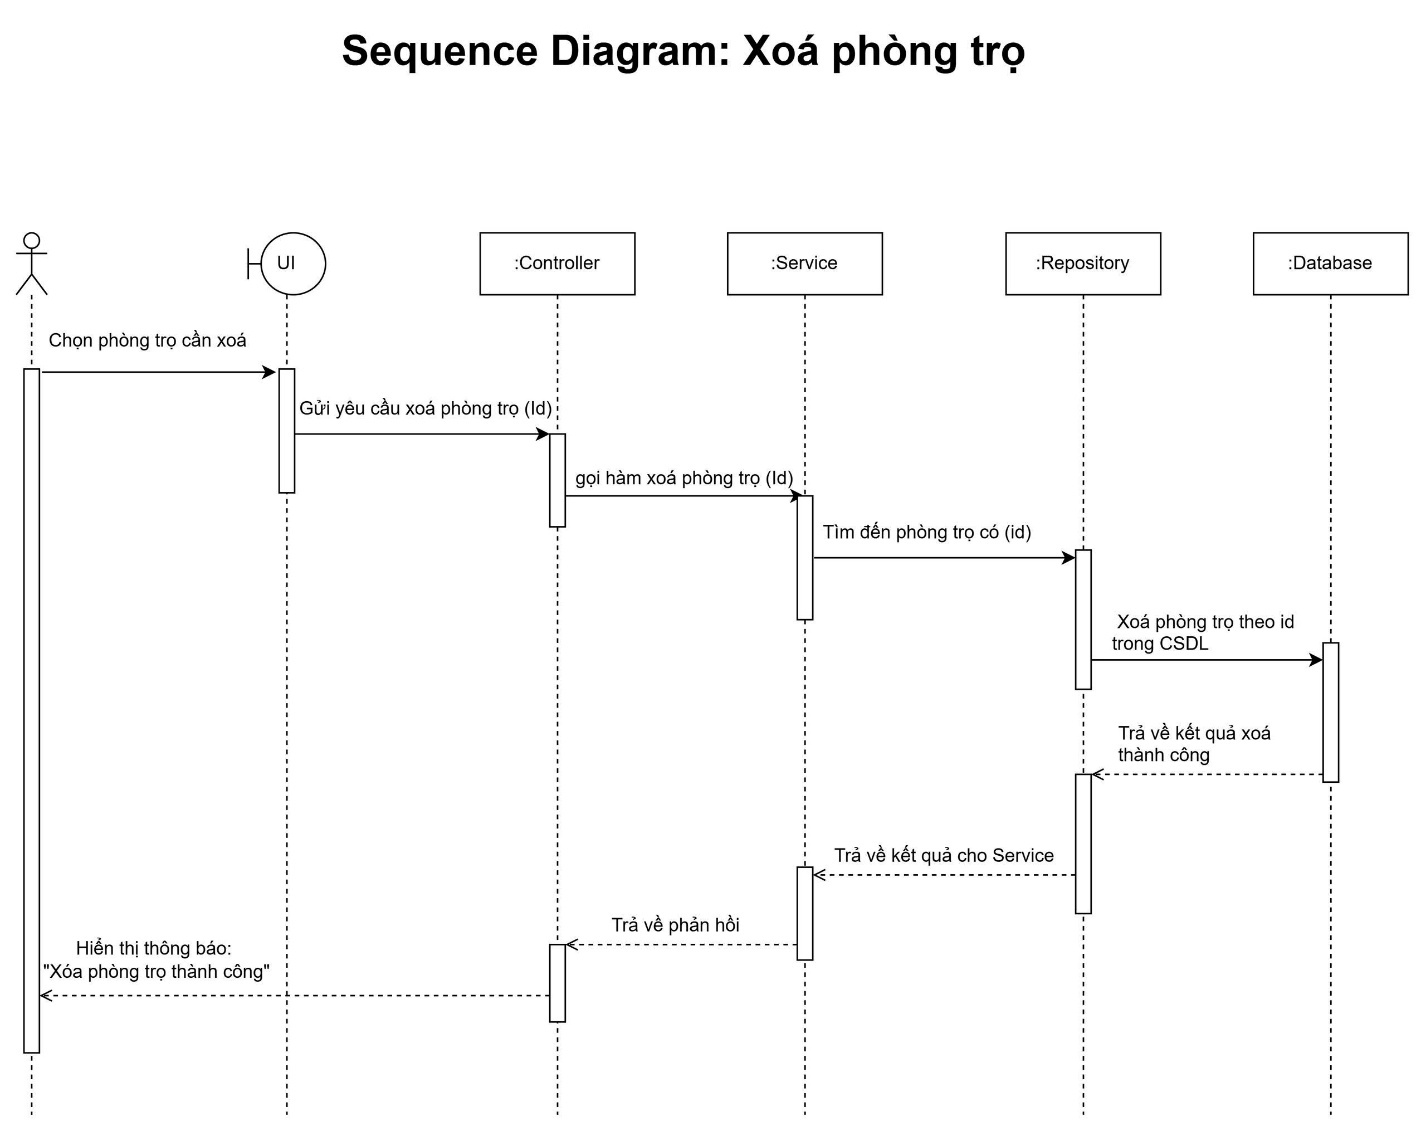 Sequence Diagram: Xoá phòng trọ
UI
:Controller
:Service
:Repository
:Database
Chọn phòng trọ cần xoá
Gửi yêu cầu xoá phòng trọ (Id)
gọi hàm xoá phòng trọ (Id)
Tìm đến phòng trọ có (id)
Xoá phòng trọ theo id
trong CSDL
Trả về kết quả xoá
thành công
Trả về kết quả cho Service
Trả về phản hồi
Hiển thị thông báo:
"Xóa phòng trọ thành công"